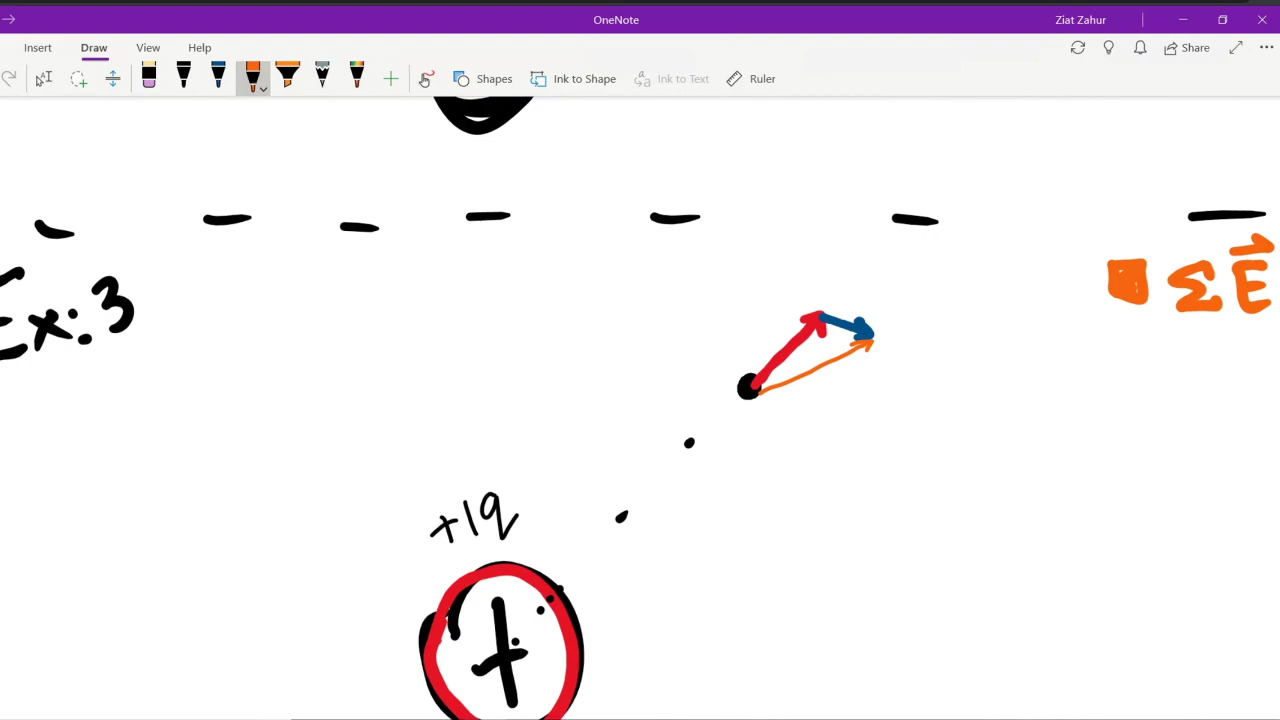 OneNote
Ziat Zahur
Insert Draw View Help
Share
Shapes
Ink to Shape
Ink to Text
Ruler
Ex:3
ΣE⃗
+1q
+